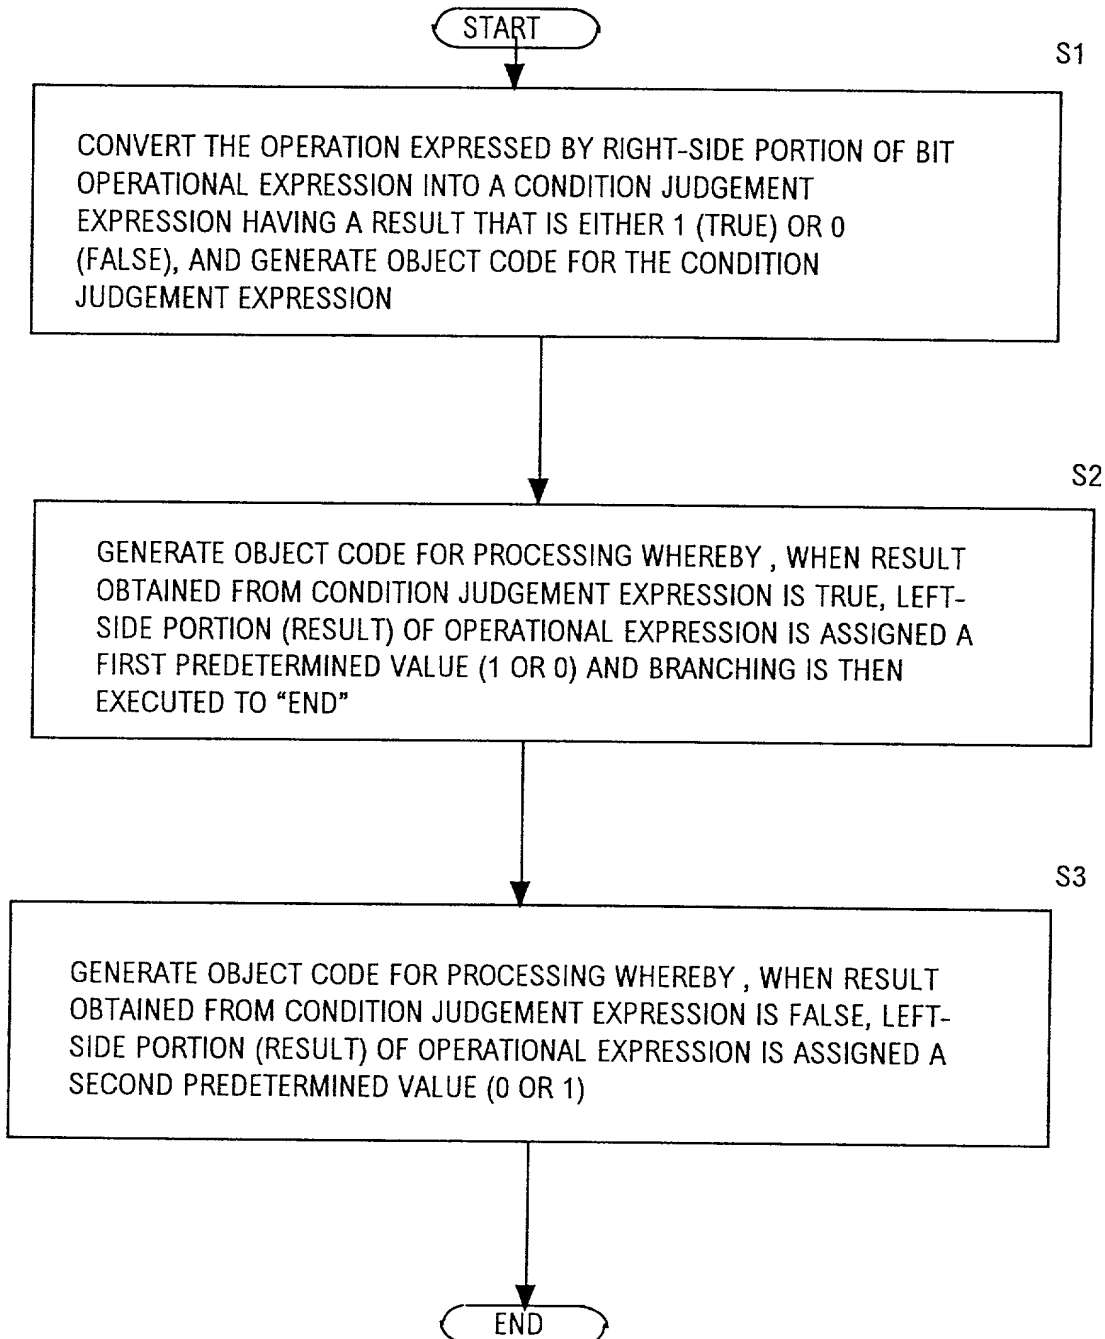 START
S1
CONVERT THE OPERATION EXPRESSED BY RIGHT-SIDE PORTION OF BIT
OPERATIONAL EXPRESSION INTO A CONDITION JUDGEMENT
EXPRESSION HAVING A RESULT THAT IS EITHER 1 (TRUE) OR 0
(FALSE), AND GENERATE OBJECT CODE FOR THE CONDITION
JUDGEMENT EXPRESSION
S2
GENERATE OBJECT CODE FOR PROCESSING WHEREBY , WHEN RESULT
OBTAINED FROM CONDITION JUDGEMENT EXPRESSION IS TRUE, LEFT-
SIDE PORTION (RESULT) OF OPERATIONAL EXPRESSION IS ASSIGNED A
FIRST PREDETERMINED VALUE (1 OR 0) AND BRANCHING IS THEN
EXECUTED TO “END”
S3
GENERATE OBJECT CODE FOR PROCESSING WHEREBY , WHEN RESULT
OBTAINED FROM CONDITION JUDGEMENT EXPRESSION IS FALSE, LEFT-
SIDE PORTION (RESULT) OF OPERATIONAL EXPRESSION IS ASSIGNED A
SECOND PREDETERMINED VALUE (0 OR 1)
END